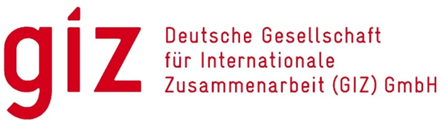 giz
Deutsche Gesellschaft
für Internationale
Zusammenarbeit (GIZ) GmbH